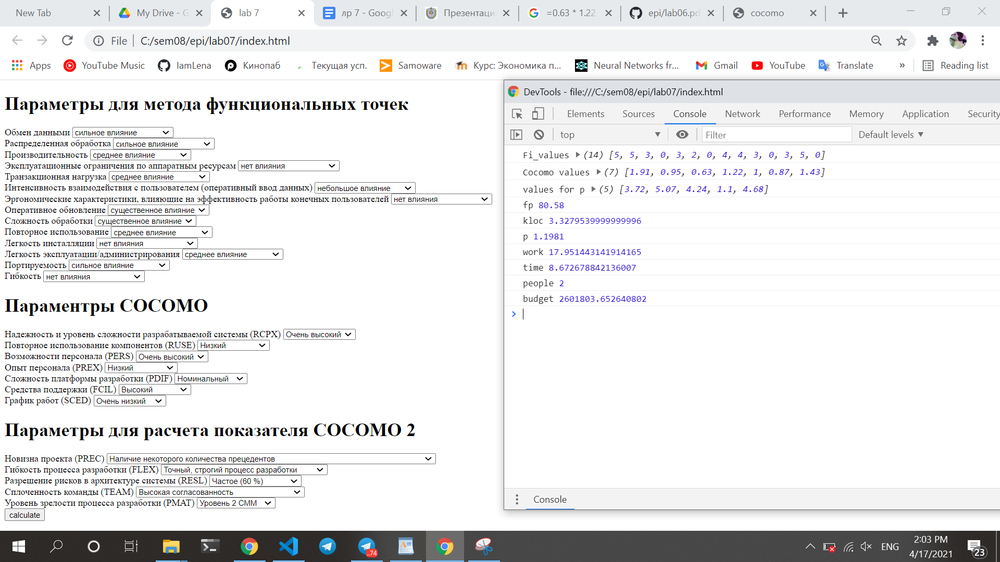 New Tab
My Drive - G
lab 7
лр 7 - Googl
Презентаци
=0.63 * 1.22
epi/lab06.pd
cocomo
File
C:/sem08/epi/lab07/index.html
Apps
YouTube Music
IamLena
Кинопаб
Текущая усп.
Samoware
Курс: Экономика п...
Neural Networks fr...
Gmail
YouTube
Translate
»
Reading list
Параметры для метода функциональных точек
Обмен данными сильное влияние
Распределенная обработка сильное влияние
Производительность среднее влияние
Эксплуатационные ограничения по аппаратным ресурсам нет влияния
Транзакционная нагрузка среднее влияние
Интенсивность взаимодействия с пользователем (оперативный ввод данных) небольшое влияние
Эргономические характеристики, влияющие на эффективность работы конечных пользователей нет влияния
Оперативное обновление существенное влияние
Сложность обработки существенное влияние
Повторное использование среднее влияние
Легкость инсталляции нет влияния
Легкость эксплуатации/администрирования среднее влияние
Портируемость сильное влияние
Гибкость нет влияния
Параментры COCOMO
Надежность и уровень сложности разрабатываемой системы (RCPX) Очень высокий
Повторное использование компонентов (RUSE) Низкий
Возможности персонала (PERS) Очень высокий
Опыт персонала (PREX) Низкий
Сложность платформы разработки (PDIF) Номинальный
Средства поддержки (FCIL) Высокий
График работ (SCED) Очень низкий
Параметры для расчета показателя COCOMO 2
Новизна проекта (PREC) Наличие некоторого количества прецедентов
Гибкость процесса разработки (FLEX) Точный, строгий процесс разработки
Разрешение рисков в архитектуре системы (RESL) Частое (60 %)
Сплоченность команды (TEAM) Высокая согласованность
Уровень зрелости процесса разработки (PMAT) Уровень 2 СММ
calculate
DevTools - file:///C:/sem08/epi/lab07/index.html
Elements
Sources
Console
Network
Performance
Memory
Application
Security
top
Filter
Default levels
Fi_values (14) [5, 5, 3, 0, 3, 2, 0, 4, 4, 3, 0, 3, 5, 0]
Cocomo values (7) [1.91, 0.95, 0.63, 1.22, 1, 0.87, 1.43]
values for p (5) [3.72, 5.07, 4.24, 1.1, 4.68]
fp 80.58
kloc 3.3279539999999996
p 1.1981
work 17.951443141914165
time 8.672678842136007
people 2
budget 2601803.652640802
Console
..74
ENG
2:03 PM
4/17/2021
23